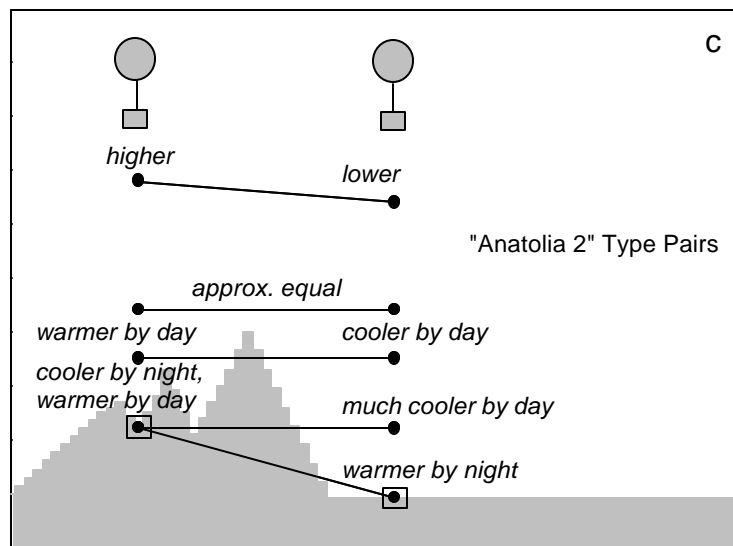 c
higher
lower
"Anatolia 2" Type Pairs
approx. equal
warmer by day
cooler by day
cooler by night,
warmer by day
much cooler by day
warmer by night